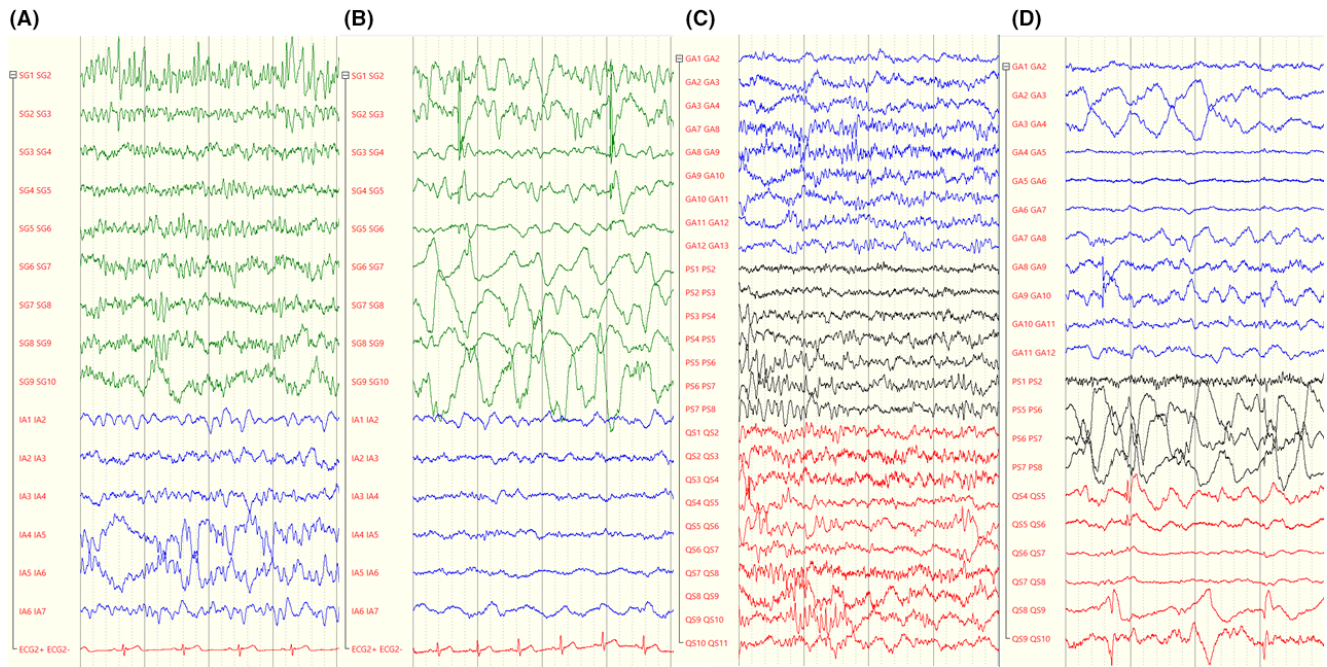 (A)
SG1 SG2
SG2 SG3
SG3 SG4
SG4 SG5
SG5 SG6
SG6 SG7
SG7 SG8
SG8 SG9
SG9 SG10
IA1 IA2
IA2 IA3
IA3 IA4
IA4 IA5
IA5 IA6
IA6 IA7
ECG2+ ECG2-
(B)
SG1 SG2
SG2 SG3
SG3 SG4
SG4 SG5
SG5 SG6
SG6 SG7
SG7 SG8
SG8 SG9
SG9 SG10
IA1 IA2
IA2 IA3
IA3 IA4
IA4 IA5
IA5 IA6
IA6 IA7
ECG2+ ECG2-
(C)
GA1 GA2
GA2 GA3
GA3 GA4
GA7 GA8
GA8 GA9
GA9 GA10
GA10 GA11
GA11 GA12
GA12 GA13
PS1 PS2
PS2 PS3
PS3 PS4
PS4 PS5
PS5 PS6
PS6 PS7
PS7 PS8
QS1 QS2
QS2 QS3
QS3 QS4
QS4 QS5
QS5 QS6
QS6 QS7
QS7 QS8
QS8 QS9
QS9 QS10
QS10 QS11
(D)
GA1 GA2
GA2 GA3
GA3 GA4
GA4 GA5
GA5 GA6
GA6 GA7
GA7 GA8
GA8 GA9
GA9 GA10
GA10 GA11
GA11 GA12
PS1 PS2
PS5 PS6
PS6 PS7
PS7 PS8
QS4 QS5
QS5 QS6
QS6 QS7
QS7 QS8
QS8 QS9
QS9 QS10